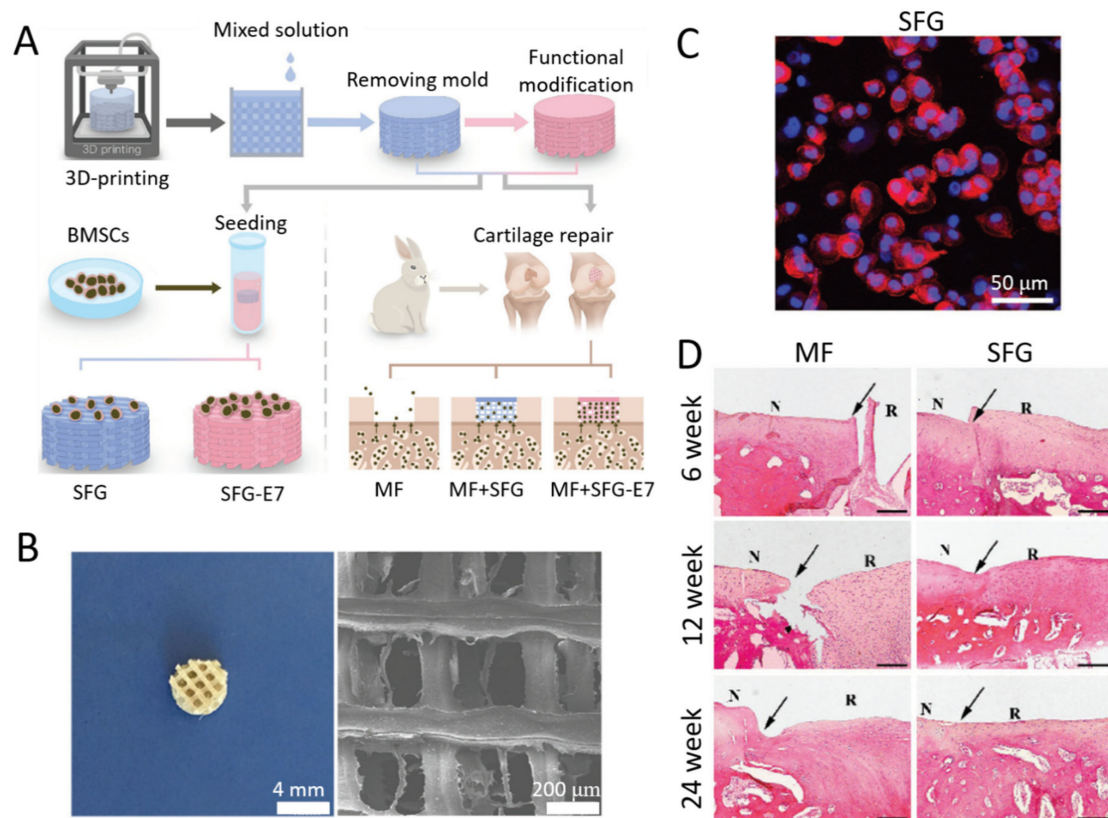 A
Mixed solution
Removing mold
Functional
modification
3D printing
3D-printing
BMSCs
Seeding
Cartilage repair
SFG
SFG-E7
MF
MF+SFG
MF+SFG-E7
B
4 mm
200 μm
C
SFG
50 μm
D
MF
SFG
6 week
N
R
N
R
12 week
N
R
N
R
24 week
N
R
N
R